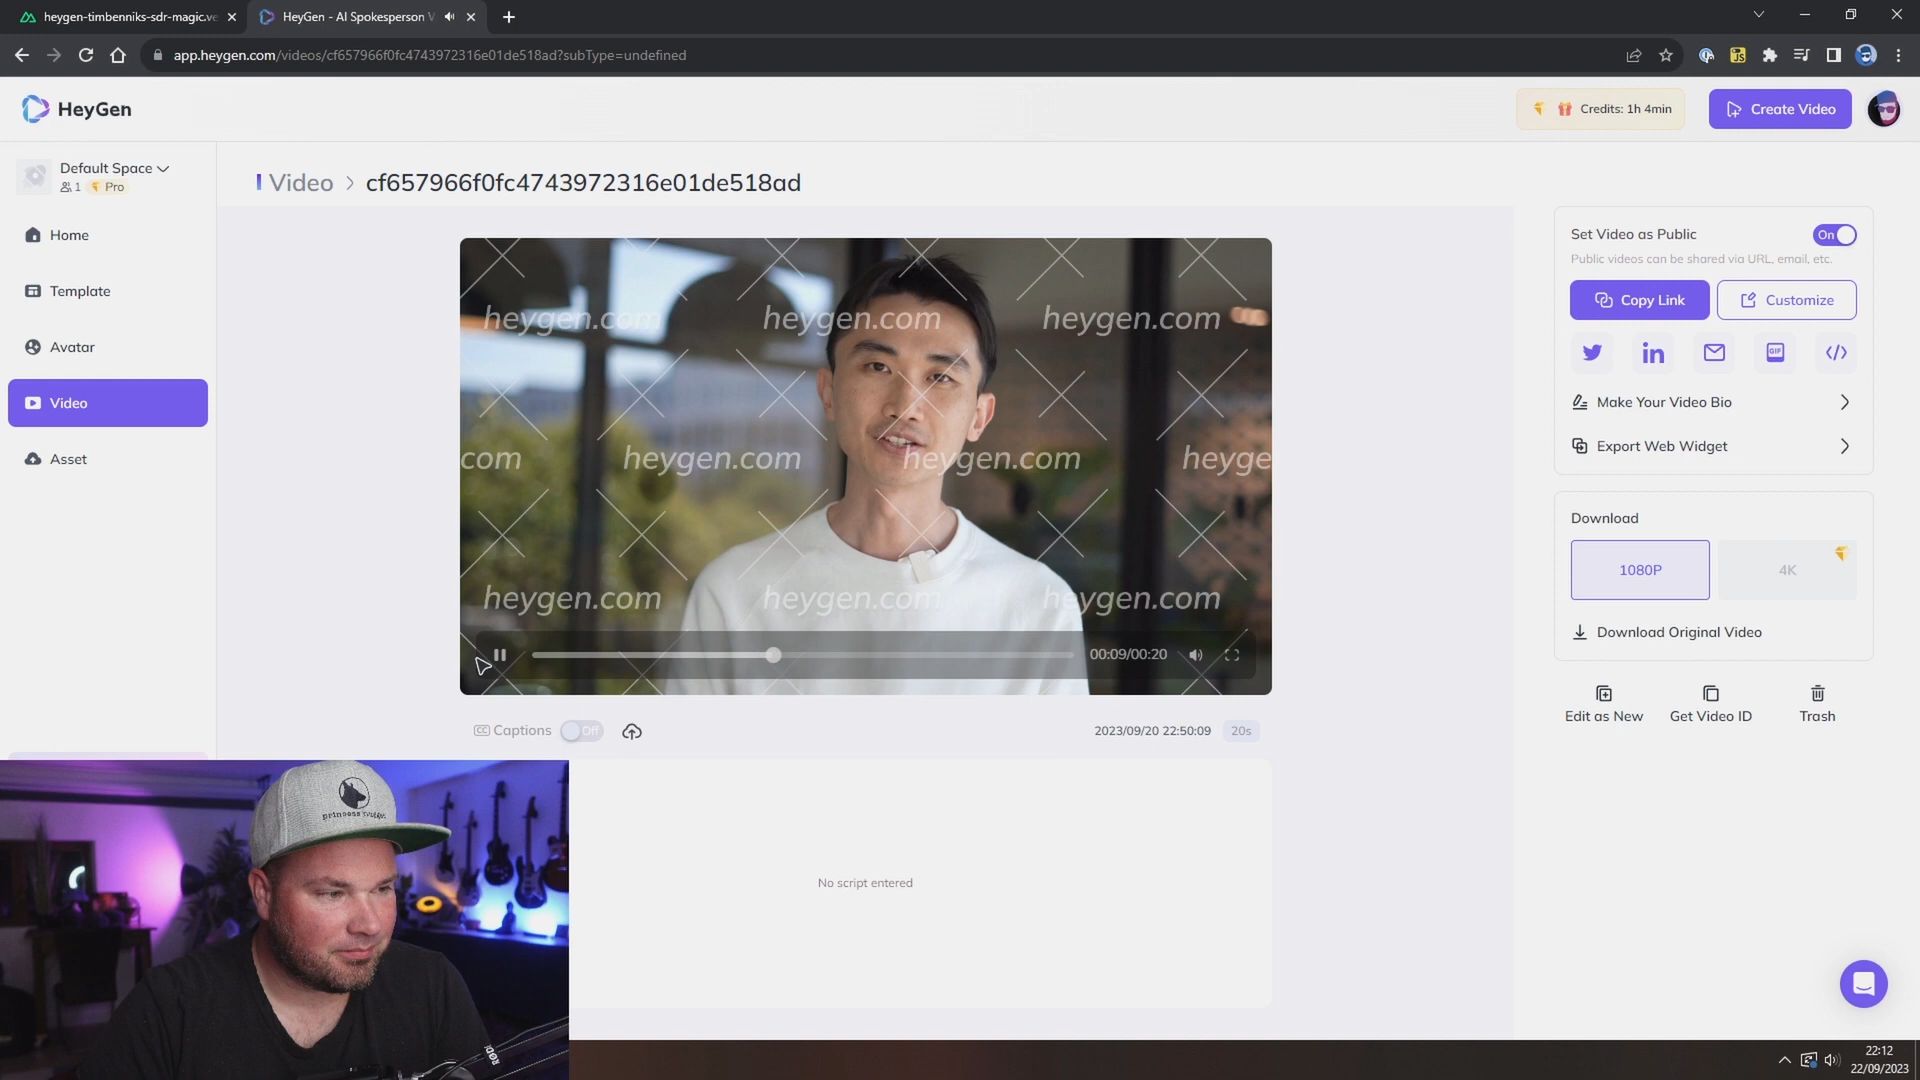 heygen-timbenniks-sdr-magic.ve
HeyGen - AI Spokesperson V
app.heygen.com/videos/cf657966f0fc4743972316e01de518ad?subType=undefined
HeyGen
Credits: 1h 4min
Create Video
Default Space
1 Pro
Video > cf657966f0fc4743972316e01de518ad
Home
Template
Avatar
Video
Asset
heygen.com heygen.com heygen.com
com heygen.com heygen.com heyge
heygen.com heygen.com heygen.com
00:09/00:20
CC Captions Off
2023/09/20 22:50:09 20s
No script entered
Set Video as Public On
Public videos can be shared via URL, email, etc.
Copy Link Customize
GIF
Make Your Video Bio
Export Web Widget
Download
1080P 4K
Download Original Video
Edit as New Get Video ID Trash
princess
RØDE
22:12
22/09/2023